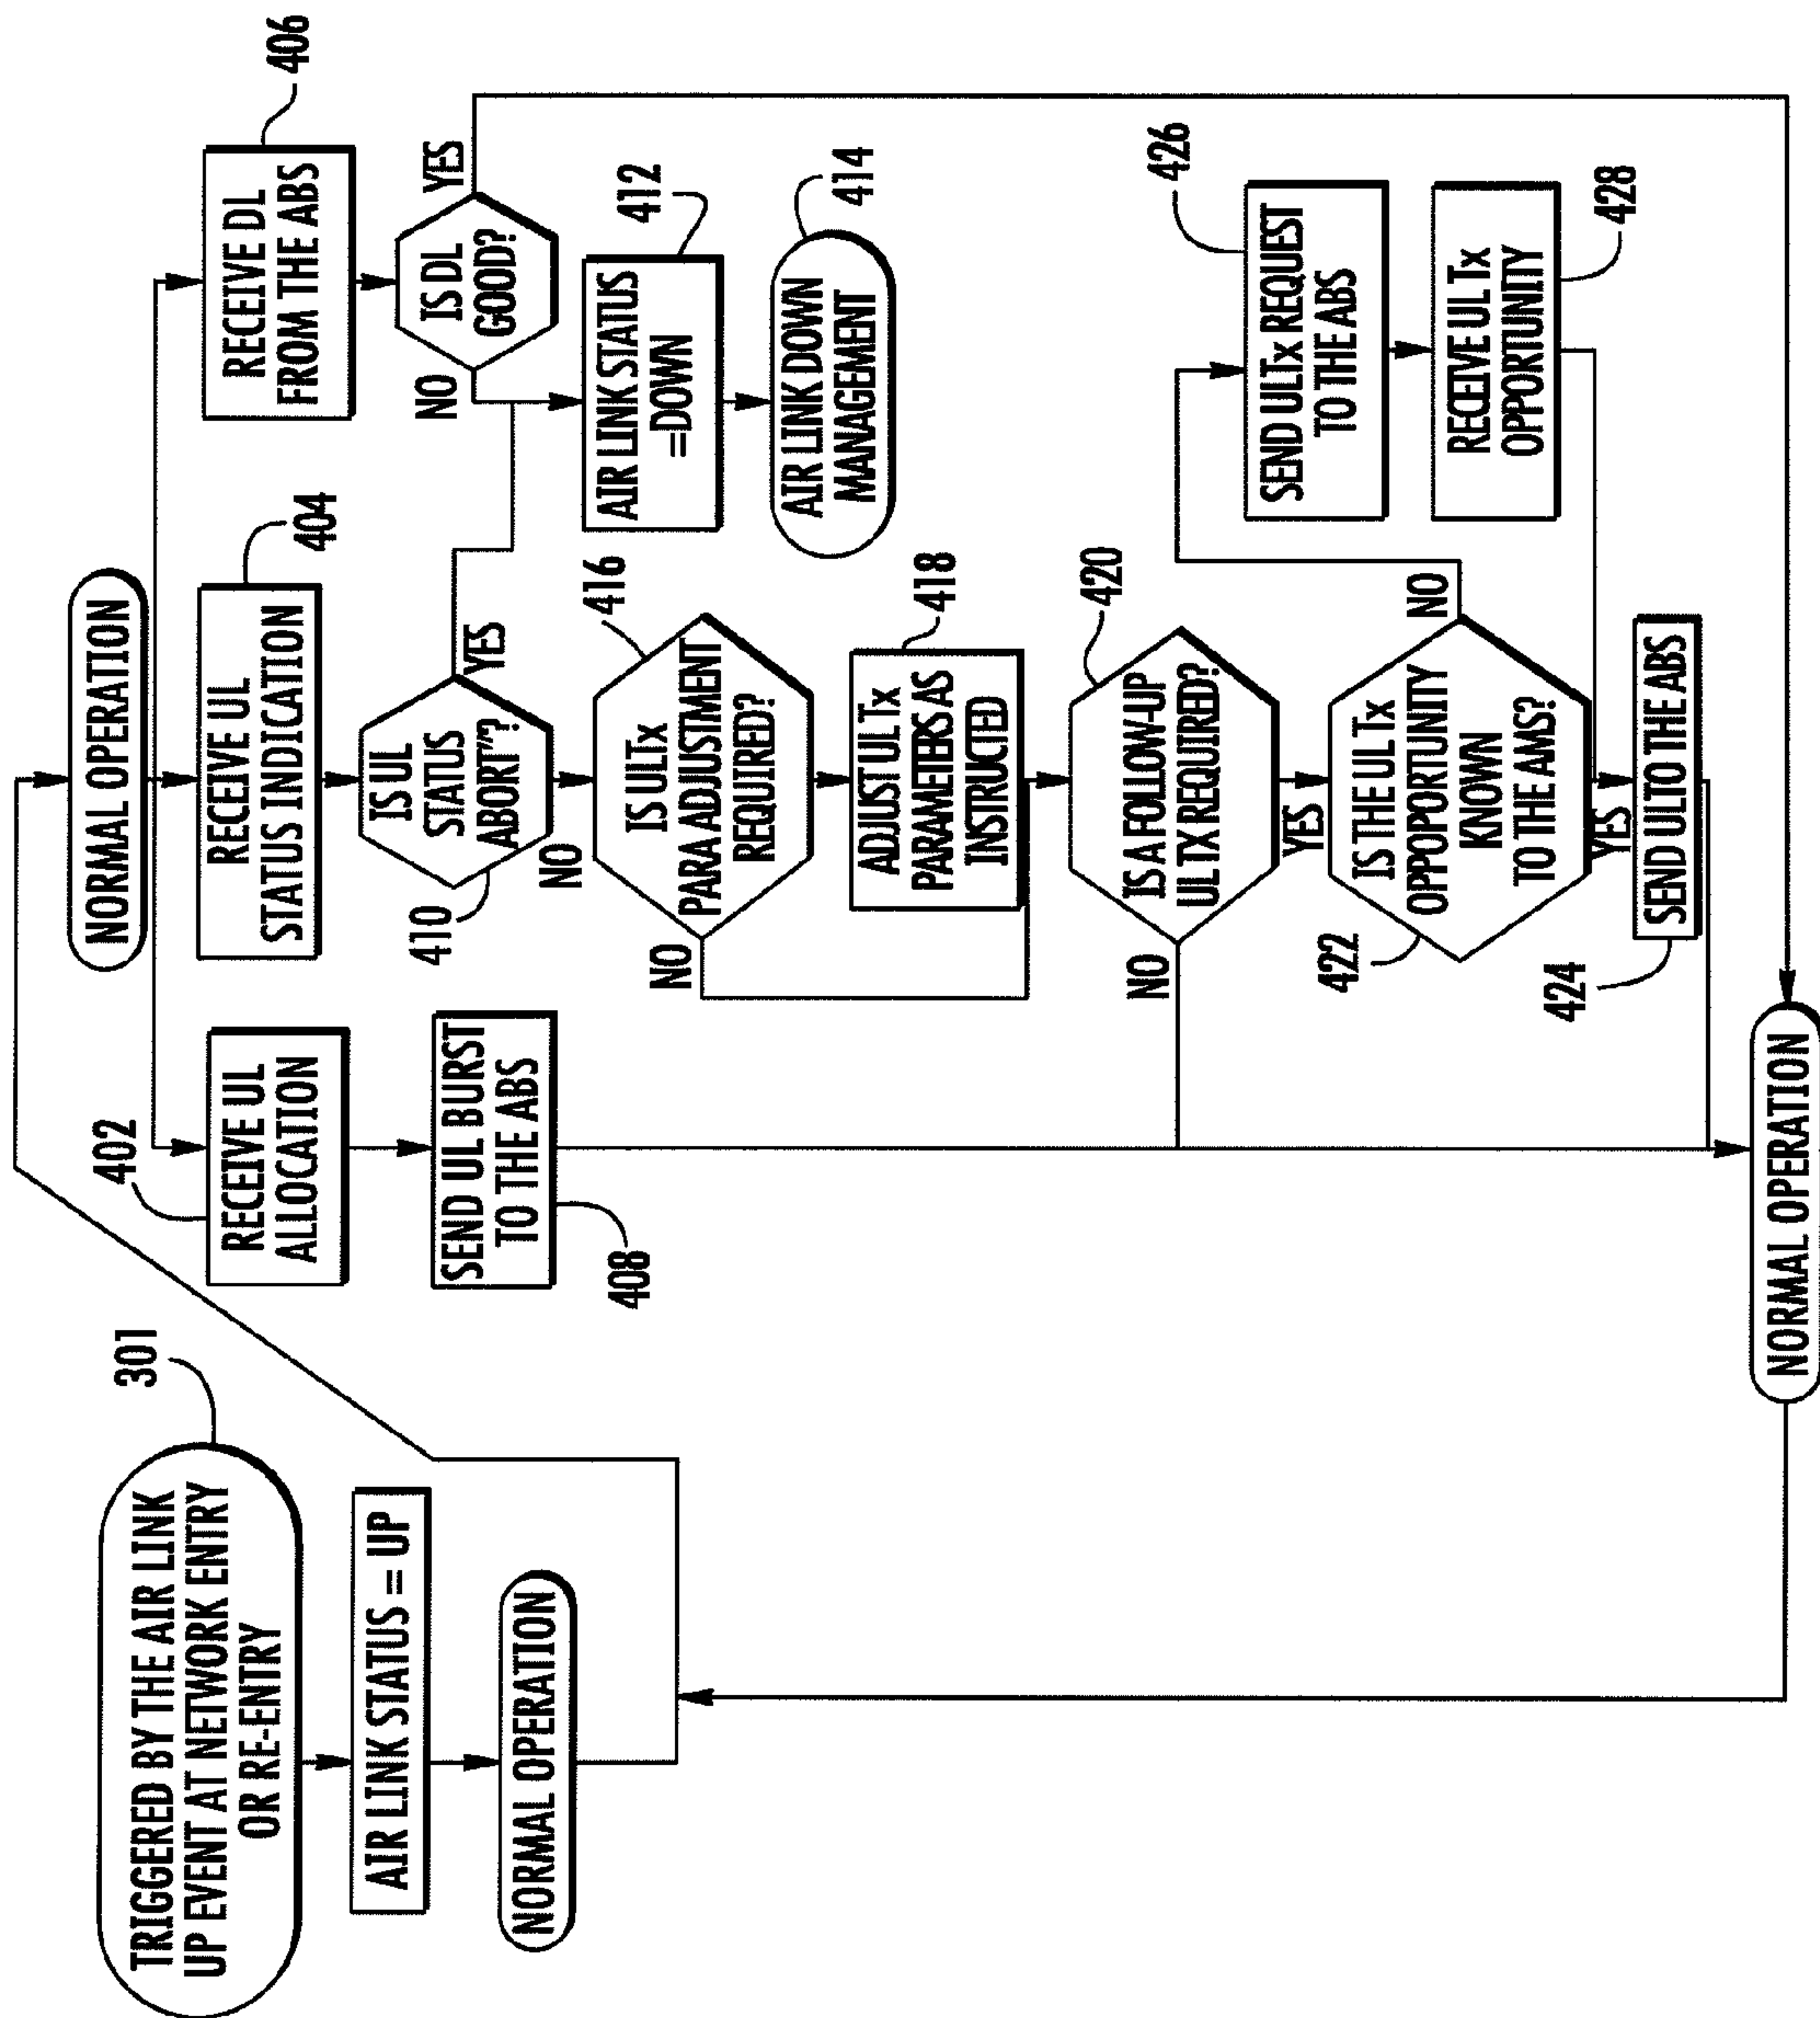 TRIGGERED BY THE AIR LINK
UP EVENT AT NETWORK ENTRY
OR RE-ENTRY
301
AIR LINK STATUS = UP
NORMAL OPERATION
NORMAL OPERATION
402
RECEIVE UL
ALLOCATION
SEND UL BURST
TO THE ABS
408
RECEIVE UL
STATUS INDICATION
404
IS UL
STATUS
ABORT"?
410
YES
NO
IS ULTx
PARA ADJUSTMENT
REQUIRED?
416
NO
ADJUST ULTx
PARAMETERS AS
INSTRUCTED
418
IS A FOLLOW-UP
UL TX REQUIRED?
420
NO
YES
IS THE UL Tx
OPPOPORTUNITY
KNOWN
TO THE AMS?
422
NO
YES
SEND ULTO THE ABS
424
RECEIVE DL
FROM THE ABS
406
IS DL
GOOD?
YES
NO
AIR LINK STATUS
=DOWN
412
AIR LINK DOWN
MANAGEMENT
414
SEND ULTx REQUEST
TO THE ABS
426
RECEIVE UL Tx
OPPORTUNITY
428
NORMAL OPERATION